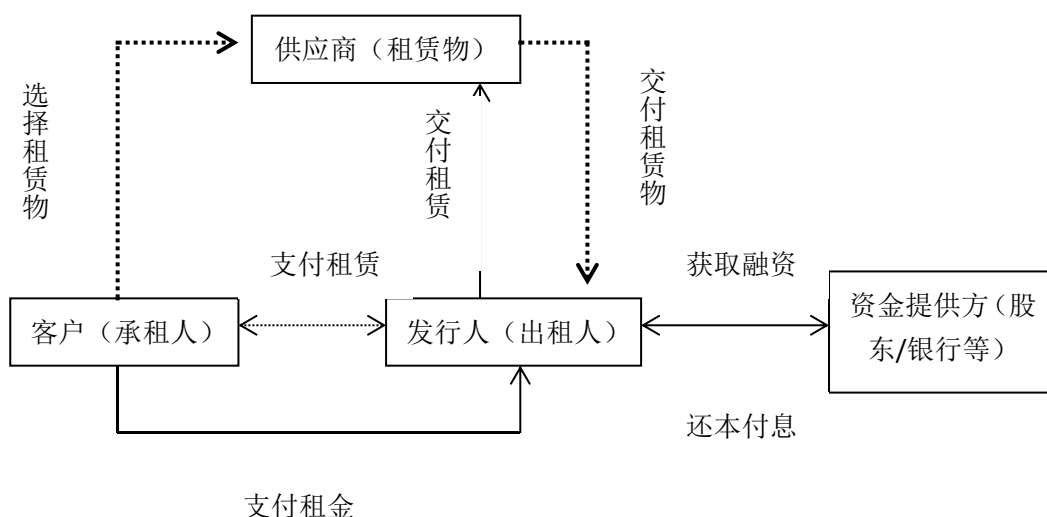 供应商（租赁物）
选择租赁物
交付租赁
交付租赁物
支付租赁
获取融资
客户（承租人）
发行人（出租人）
资金提供方（股
东/银行等）
还本付息
支付租金